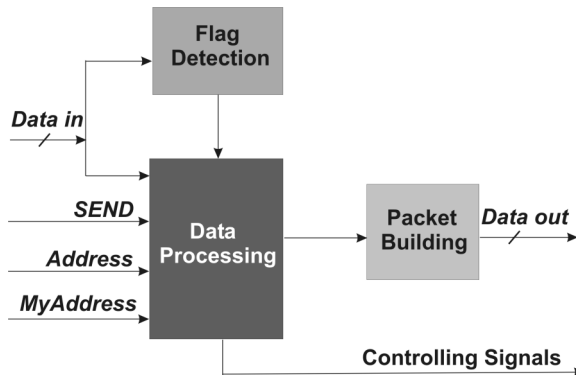 Flag
Detection
Data in
SEND
Data
Processing
Address
MyAddress
Packet
Building
Data out
Controlling Signals